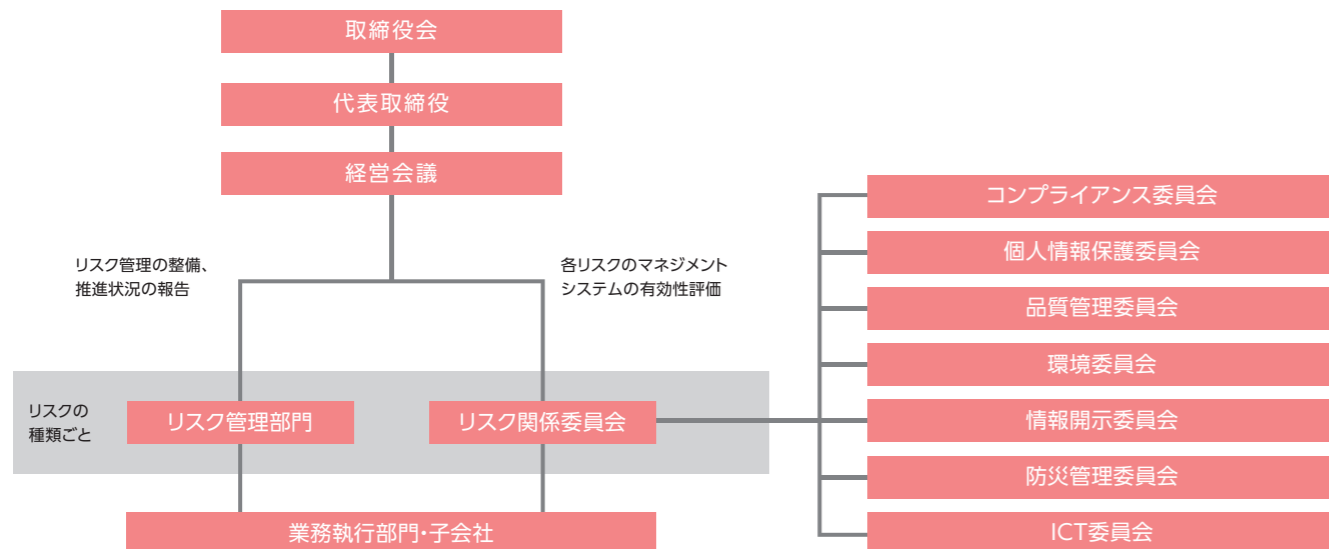 取締役会
代表取締役
経営会議
リスク管理の整備、
推進状況の報告
各リスクのマネジメント
システムの有効性評価
リスクの
種類ごと
リスク管理部門
リスク関係委員会
業務執行部門・子会社
コンプライアンス委員会
個人情報保護委員会
品質管理委員会
環境委員会
情報開示委員会
防災管理委員会
ICT委員会